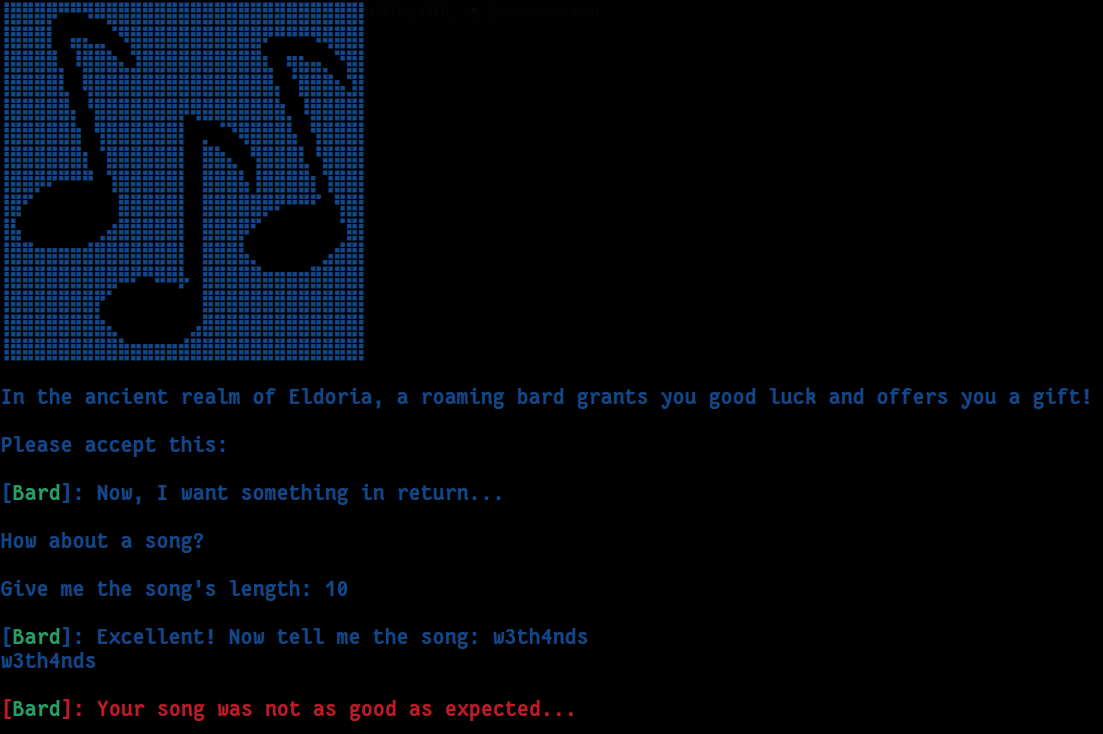 In the ancient realm of Eldoria, a roaming bard grants you good luck and offers you a gift!
Please accept this:
[Bard]: Now, I want something in return...
How about a song?
Give me the song's length: 10
[Bard]: Excellent! Now tell me the song: w3th4nds
w3th4nds
[Bard]: Your song was not as good as expected...